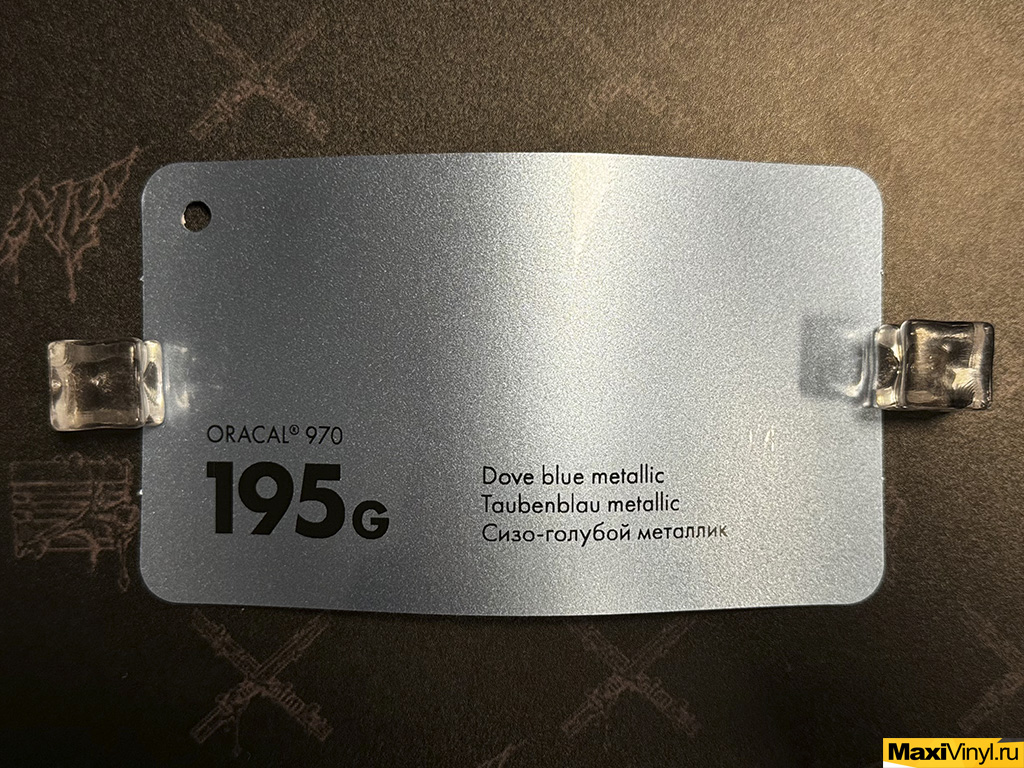 ORACAL® 970
195G
Dove blue metallic
Taubenblau metallic
Сизо-голубой металлик
MaxiVinyl.ru